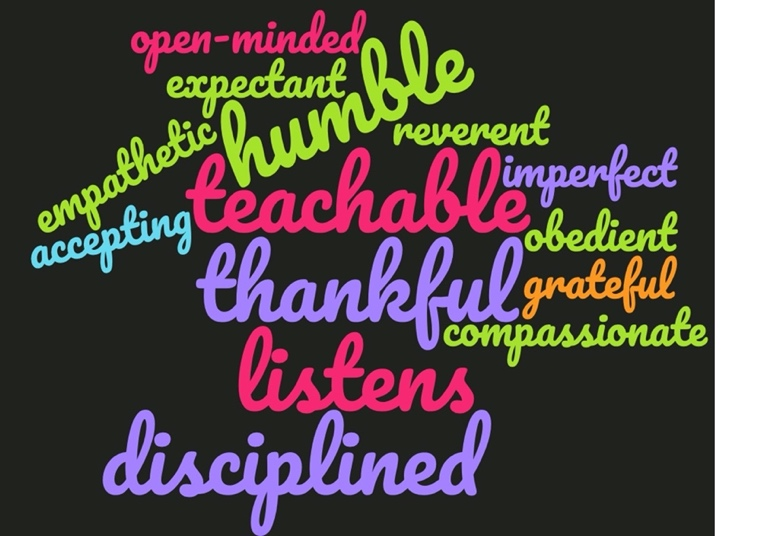 open-minded
expectant
humble
reverent
empathetic
teachable
imperfect
accepting
obedient
thankful
grateful
compassionate
listens
disciplined